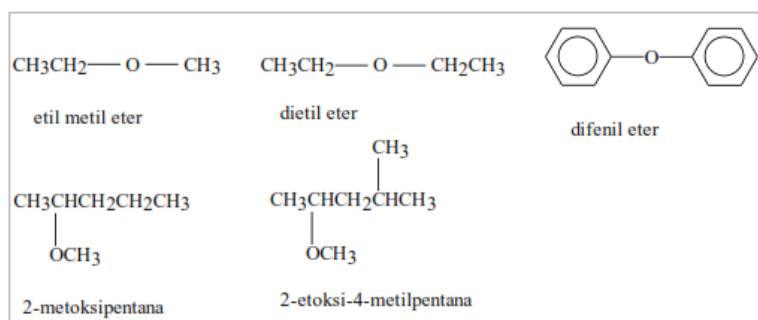 CH3CH2— O — CH3
CH3CH2— O — CH2CH3
O
etil metil eter
dietil eter
difenil eter
CH3
CH3CHCH2CH2CH3
CH3CHCH2CHCH3
OCH3
OCH3
2-metoksipentana
2-etoksi-4-metilpentana